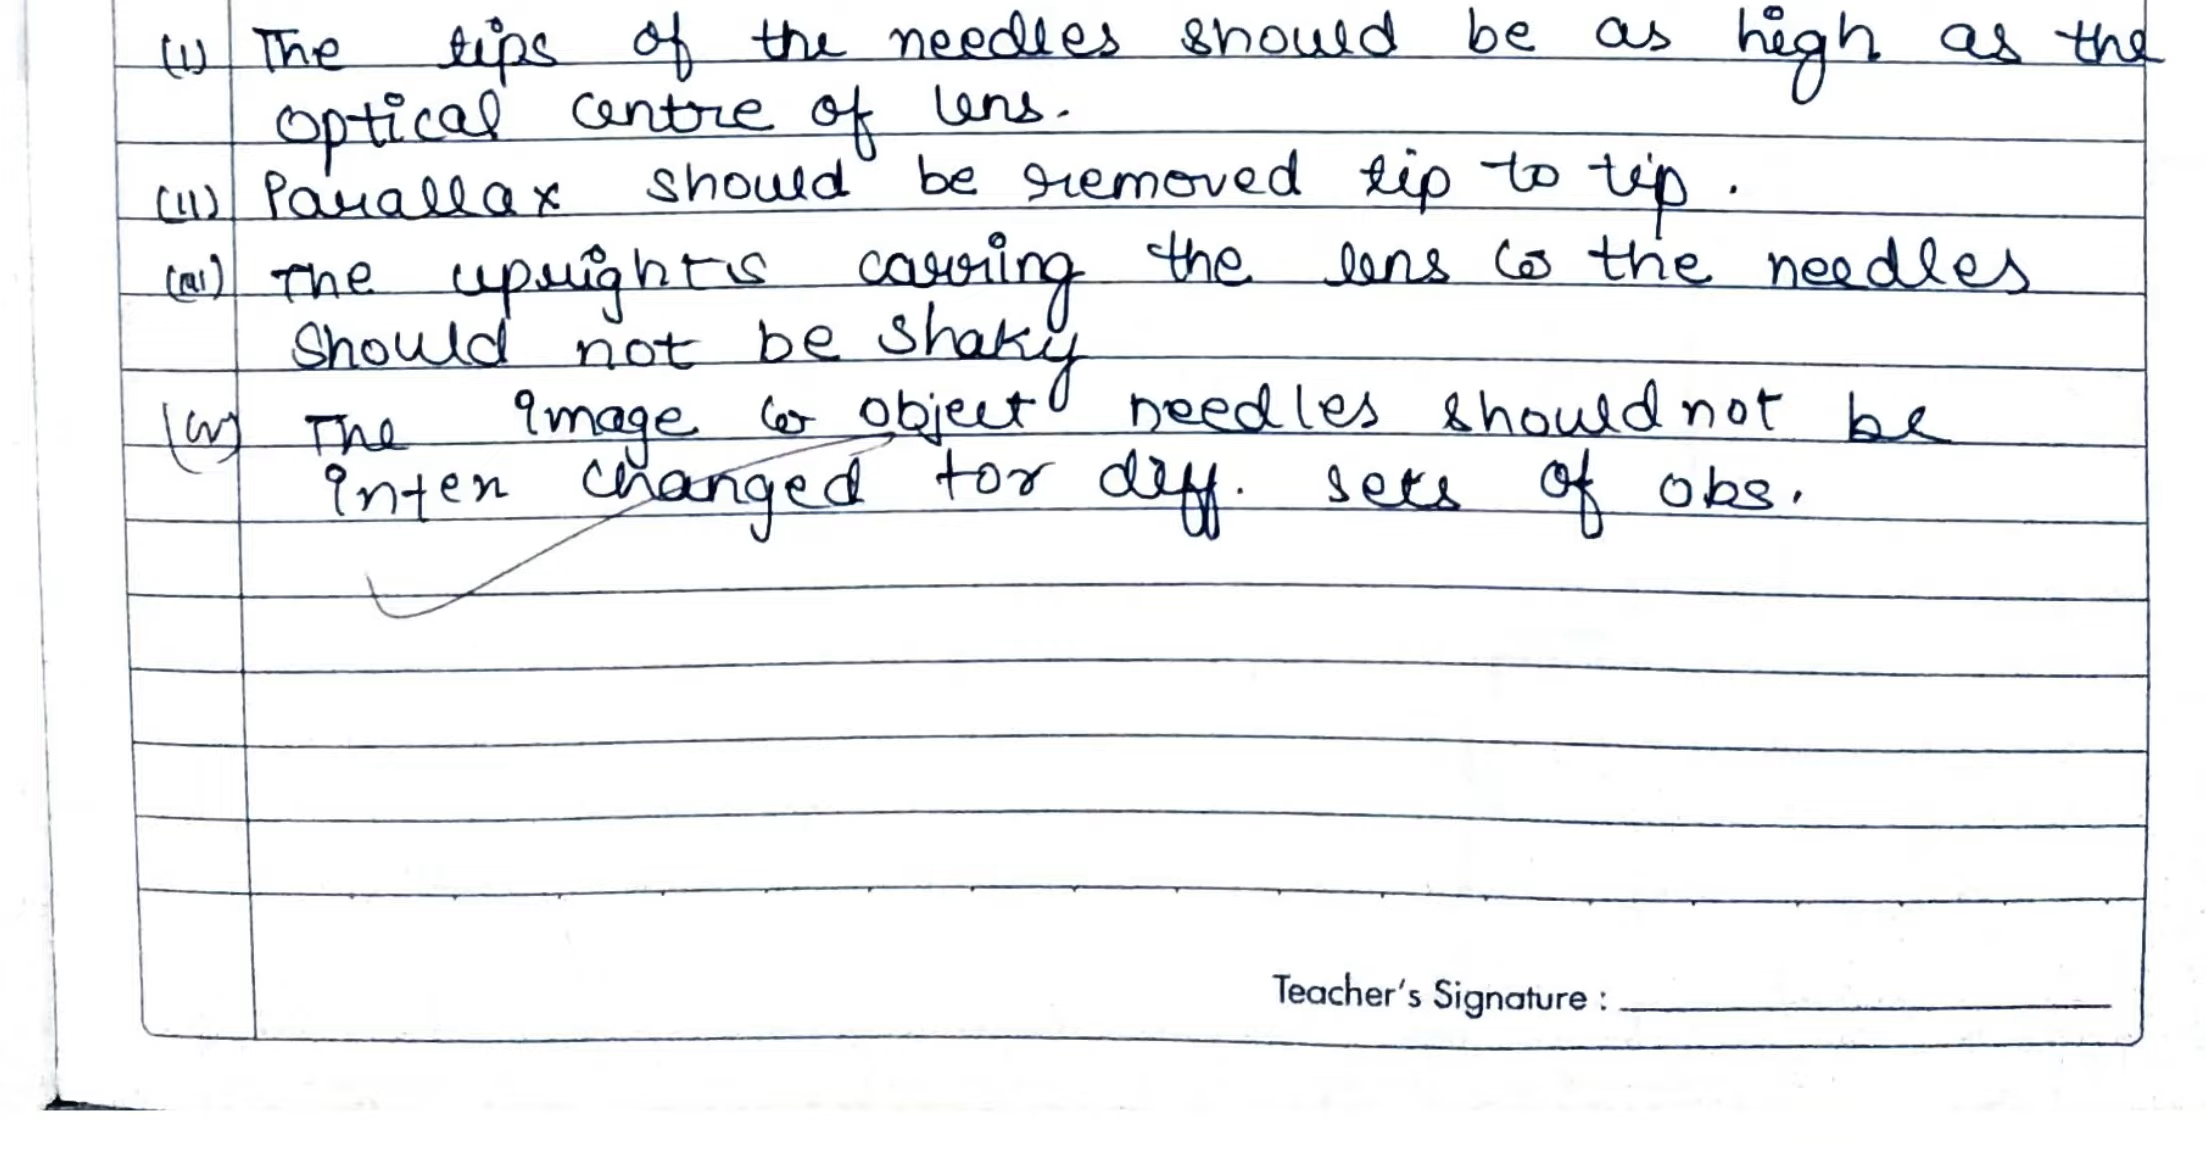 (i) The tips of the needles should be as high as the
optical centre of lens.
(ii) Parallax should be removed tip to tip.
(iii) The uprights carriing the lens & the needles
should not be shaky
(iv) The image & object needles should not be
inter changed for diff. sets of obs.
Teacher's Signature :